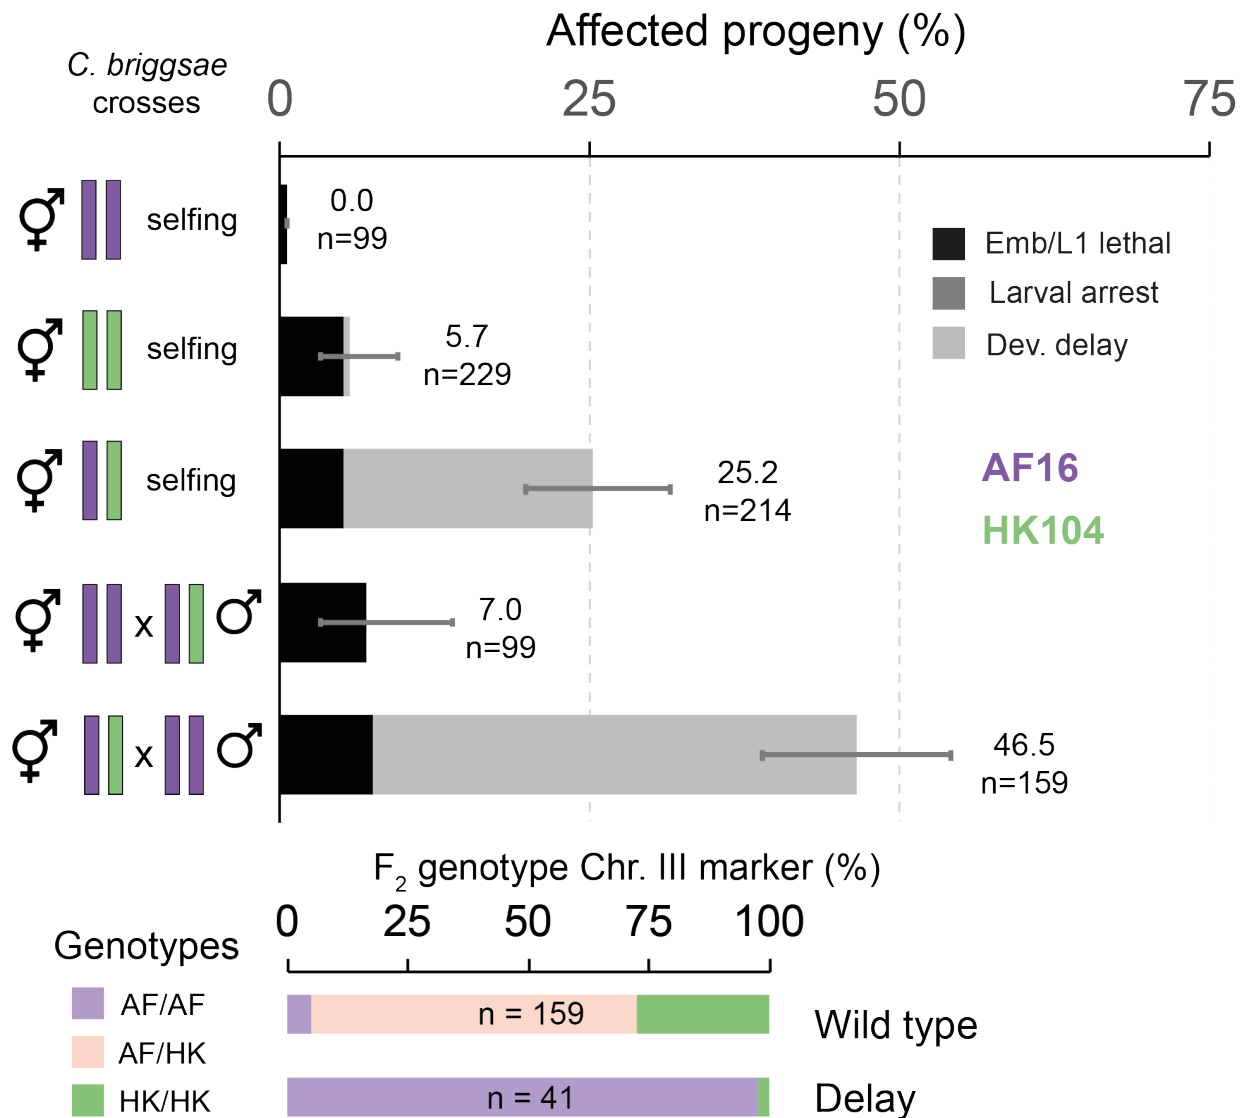 Affected progeny (%)
C. briggsae
crosses
0 25 50 75
selfing
0.0
n=99
selfing
5.7
n=229
selfing
25.2
n=214
x
7.0
n=99
x
46.5
n=159
Emb/L1 lethal
Larval arrest
Dev. delay
AF16
HK104
F2 genotype Chr. III marker (%)
0 25 50 75 100
Genotypes
AF/AF
AF/HK
HK/HK
n = 159
Wild type
n = 41
Delay